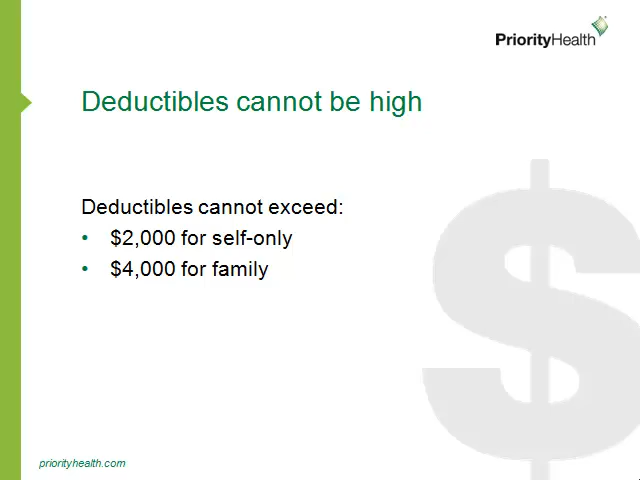 PriorityHealth
Deductibles cannot be high
Deductibles cannot exceed:
• $2,000 for self-only
• $4,000 for family
$
priorityhealth.com